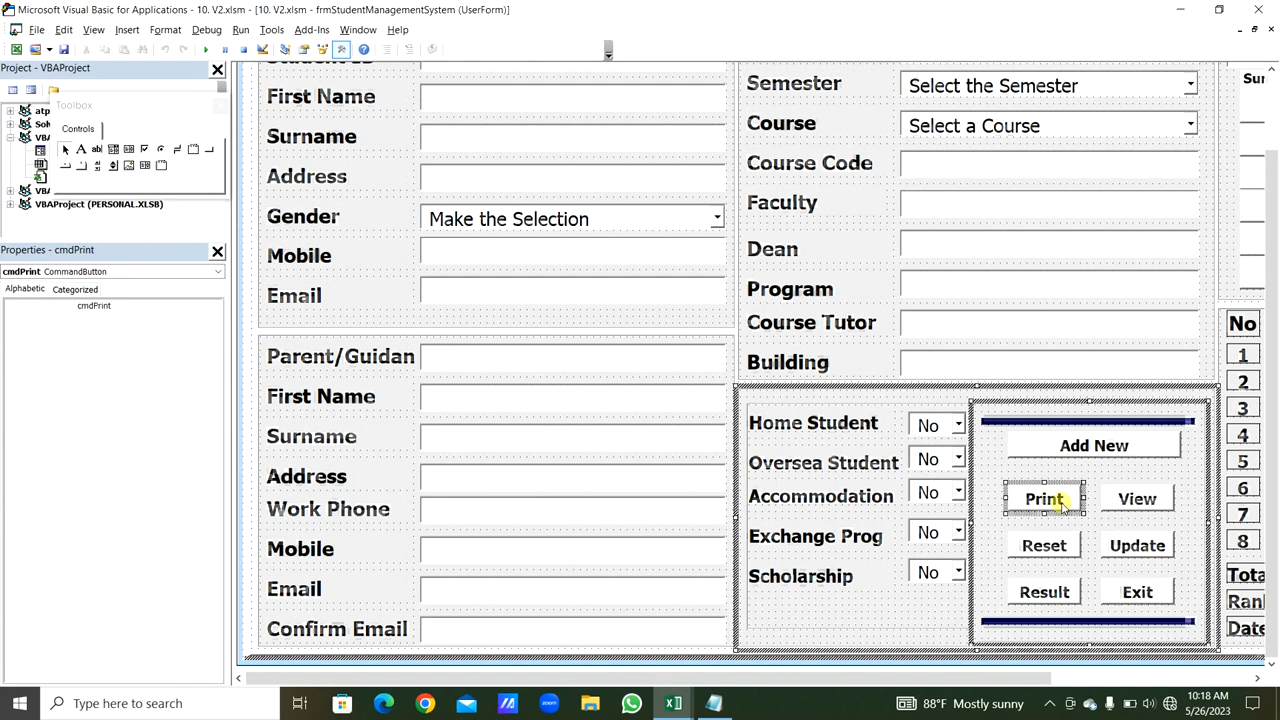 Microsoft Visual Basic for Applications - 10. V2.xlsm - [10. V2.xlsm - frmStudentManagementSystem (UserForm)]
File Edit View Insert Format Debug Run Tools Add-Ins Window Help
Project - VBAProject
Toolbox
Controls
atp
Sol
VBA
VBA
VBAProject (PERSONAL.XLSB)
Properties - cmdPrint
cmdPrint CommandButton
Alphabetic Categorized
cmdPrint
First Name
Surname
Address
Gender Make the Selection
Mobile
Email
Parent/Guidan
First Name
Surname
Address
Work Phone
Mobile
Email
Confirm Email
Semester Select the Semester
Course Select a Course
Course Code
Faculty
Dean
Program
Course Tutor
Building
Home Student No
Oversea Student No
Accommodation No
Exchange Prog No
Scholarship No
Add New
Print View
Reset Update
Result Exit
Sur
No
1
2
3
4
5
6
7
8
Tota
Ran
Date
Type here to search
88°F Mostly sunny
10:18 AM
5/26/2023